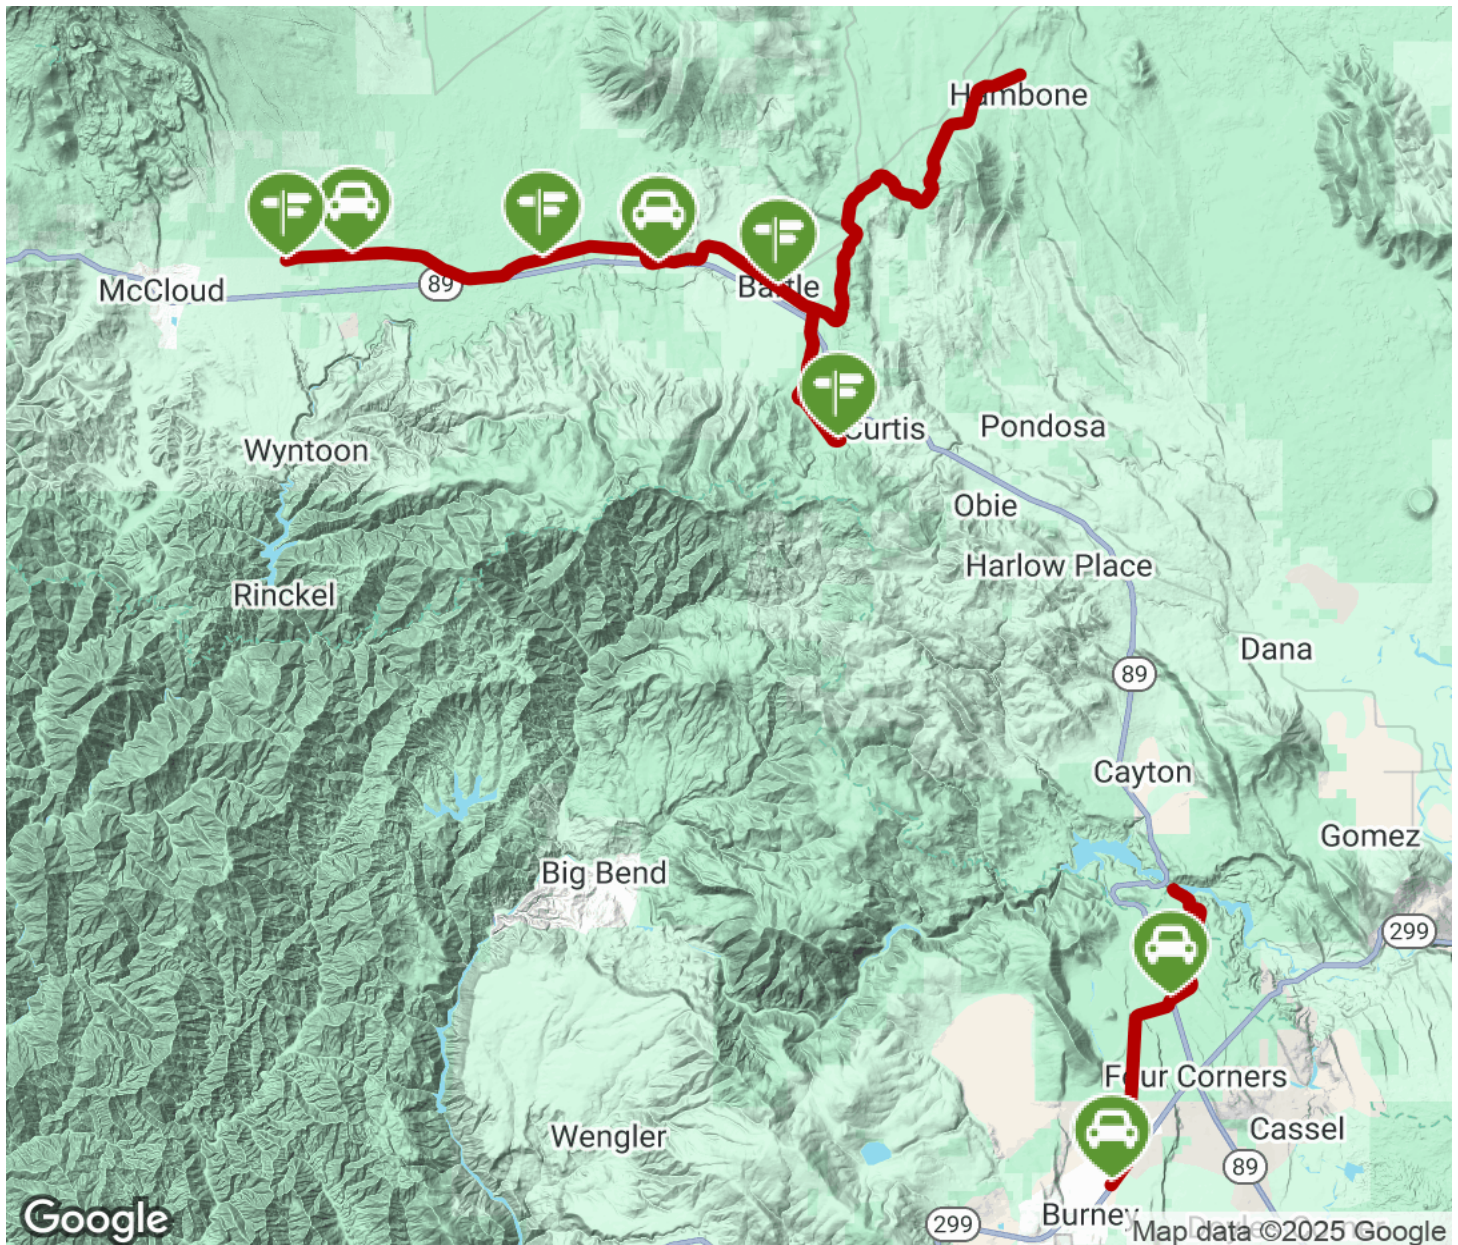 Hambone
McCloud
89
Bartle
Curtis
Pondosa
Wyntoon
Obie
Harlow Place
Rinckel
Dana
89
Cayton
Gomez
Big Bend
299
Four Corners
Wengler
Cassel
89
Burney
299
Google
Map data ©2025 Google